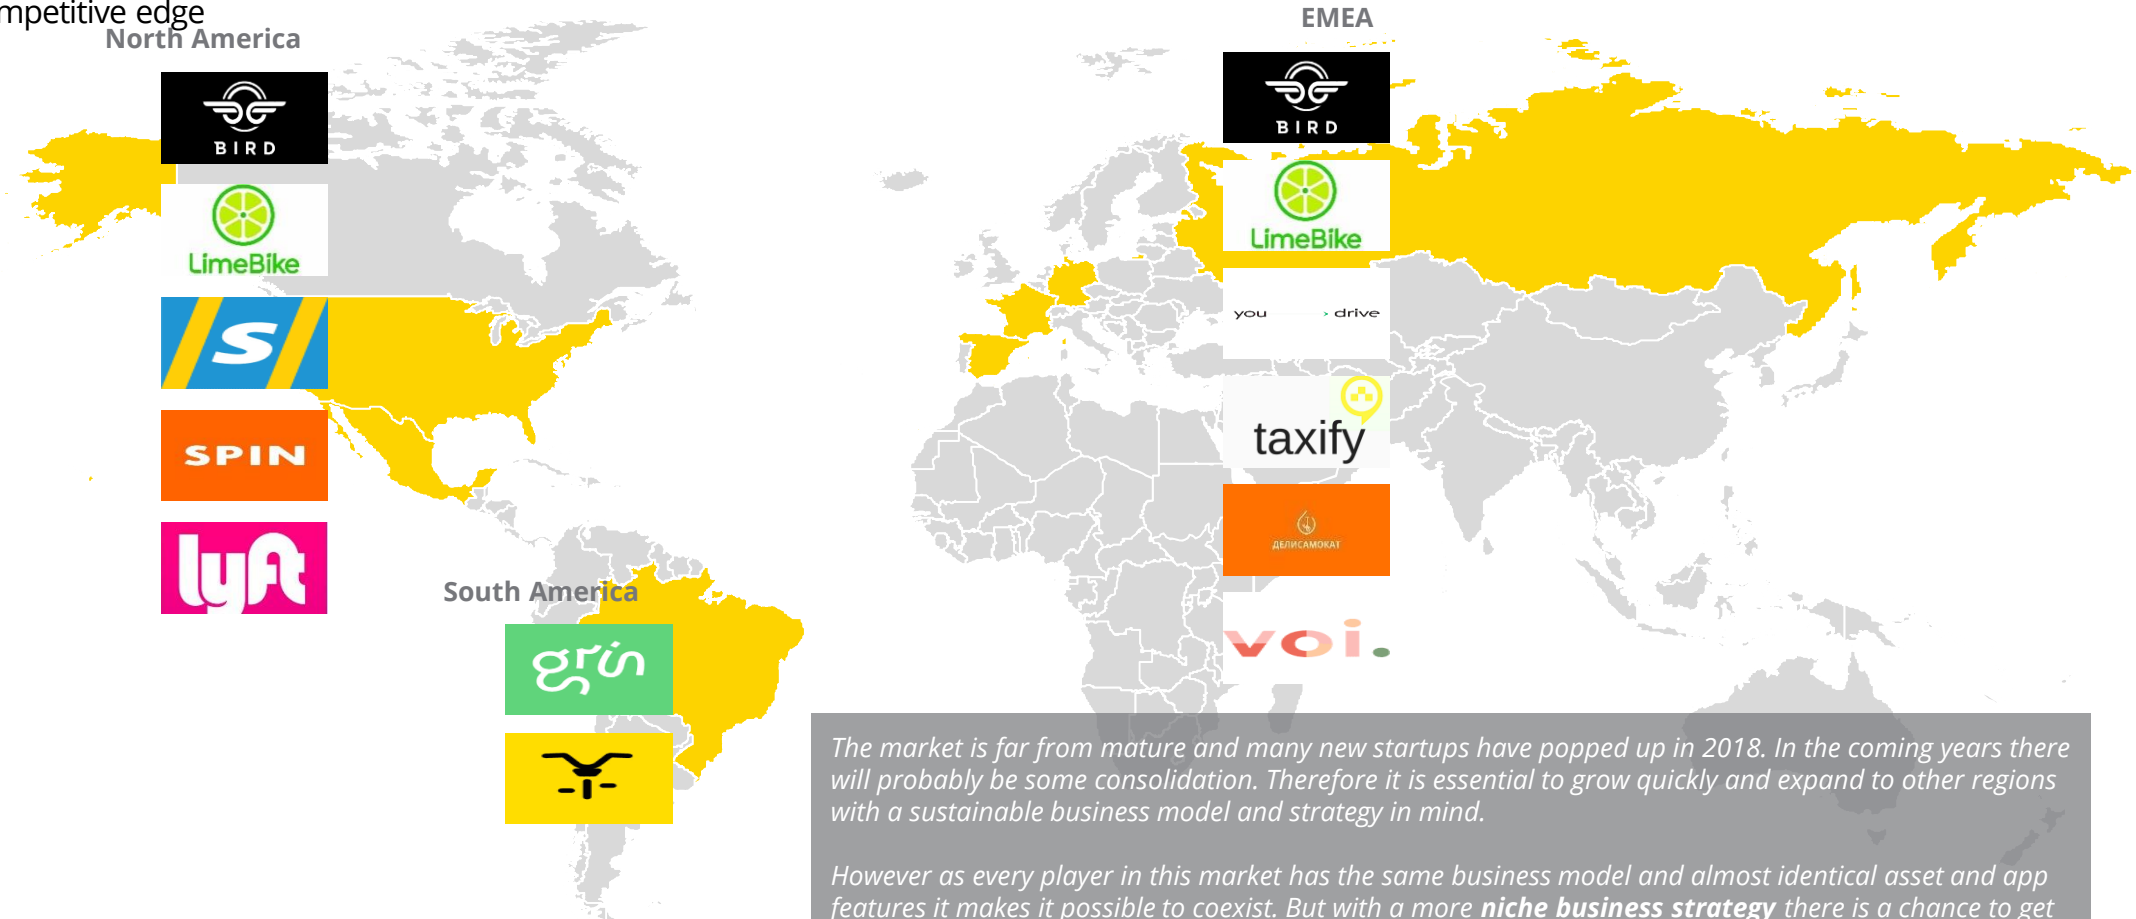 mpetitive edge
North America
BIRD
LimeBike
S
SPIN
lyft
South America
grin
EMEA
BIRD
LimeBike
you > drive
taxify
ДЕЛИСАМОКАТ
voi.
The market is far from mature and many new startups have popped up in 2018. In the coming years there
will probably be some consolidation. Therefore it is essential to grow quickly and expand to other regions
with a sustainable business model and strategy in mind.
However as every player in this market has the same business model and almost identical asset and app
features it makes it possible to coexist. But with a more niche business strategy there is a chance to get